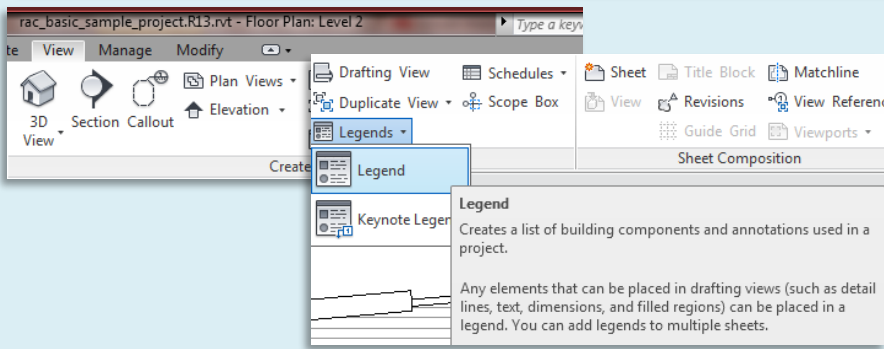 rac_basic_sample_project.R13.rvt - Floor Plan: Level 2
Type a
View Manage Modify
3D View
Section
Callout
Plan Views
Elevation
Create
Drafting View
Duplicate View
Legends
Schedules
Scope Box
Sheet
Title Block
Matchline
View
Revisions
View
Guide Grid
Viewports
Sheet Composition
Legend
Keynote
Legend
Creates a list of building components and annotations used in a
project.
Any elements that can be placed in drafting views (such as detail
lines, text, dimensions, and filled regions) can be placed in a
legend. You can add legends to multiple sheets.